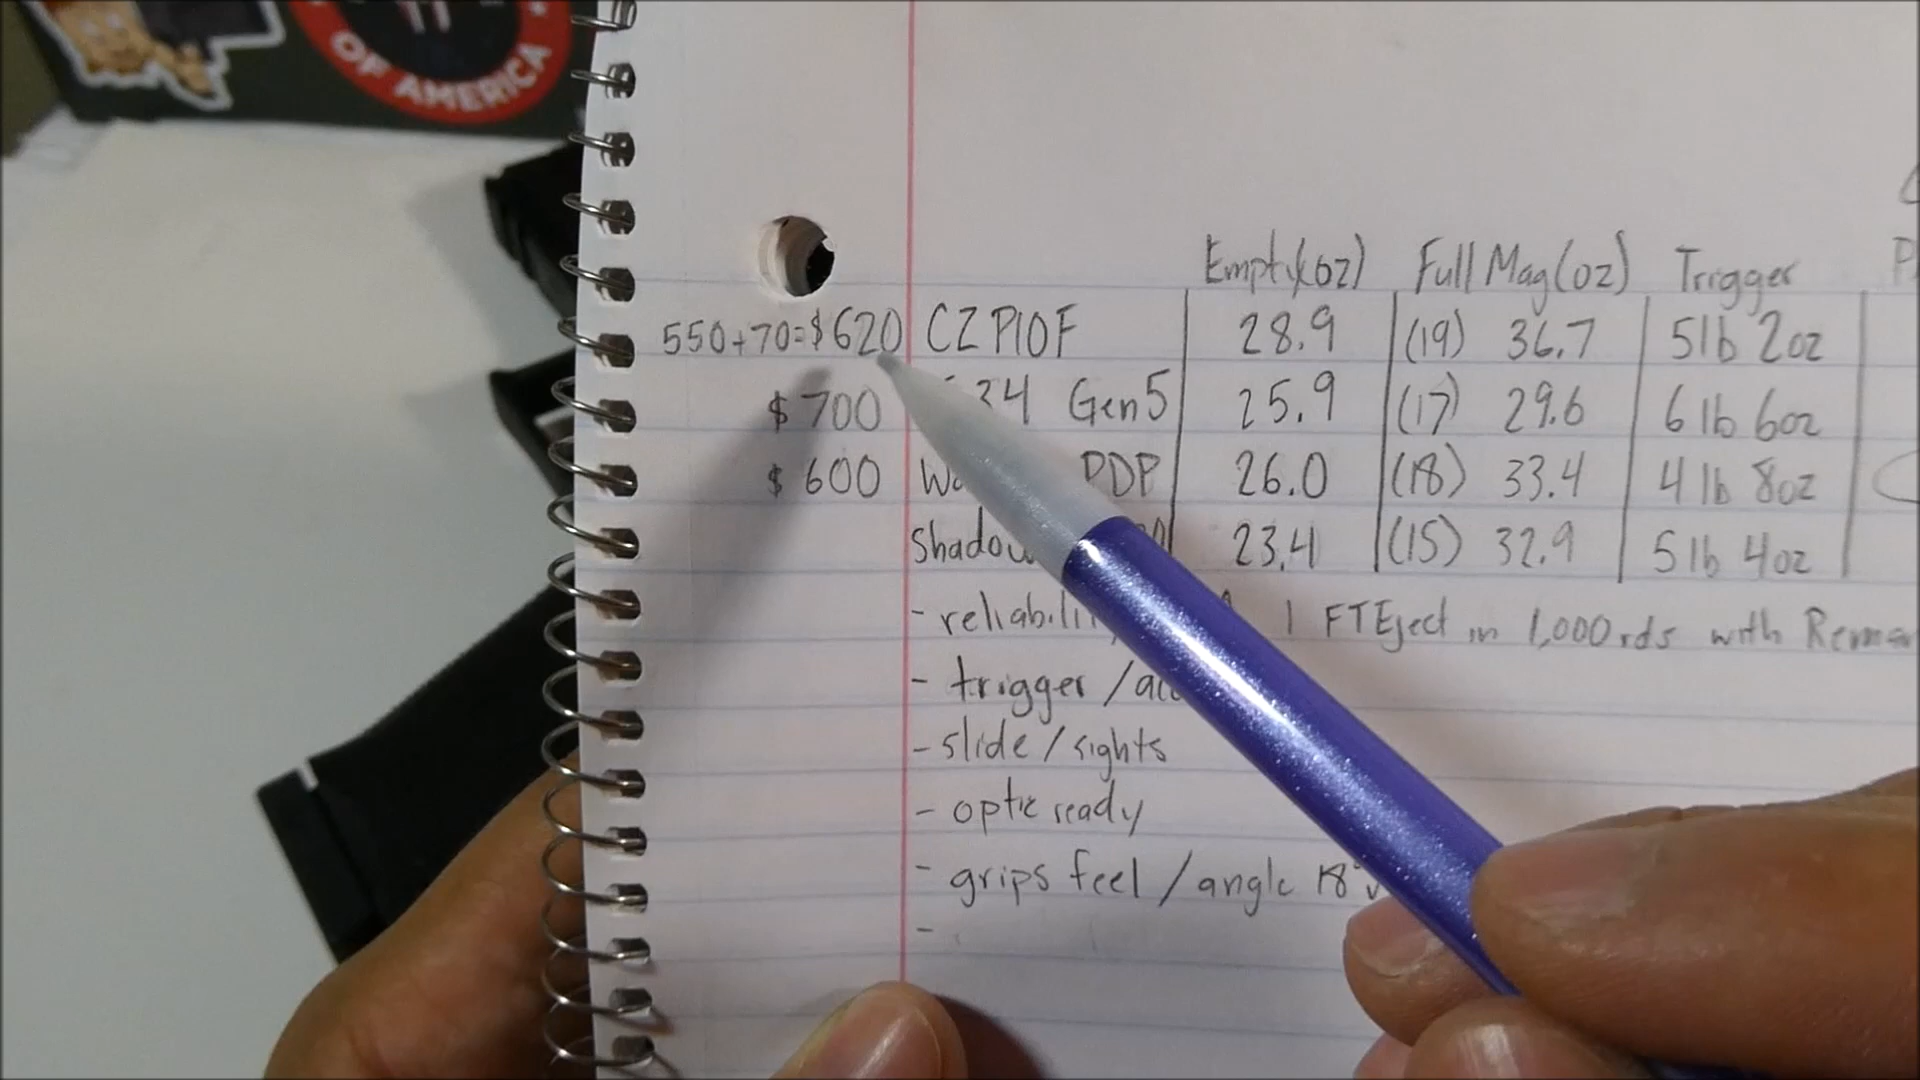 OF AMERICA
Empty(oz) Full Mag(oz) Trigger
550+70=$620 CZ P10F 28.9 (19) 36.7 5lb 2oz
$700 34 Gen5 25.9 (17) 29.6 6lb 6oz
$600 PDP 26.0 (18) 33.4 4lb 8oz
23.4 (15) 32.9 5lb 4oz
- 1 FTEject in 1,000rds with
- trigger /
- slide/sights
- optic ready
- grips feel / angle 18°
-